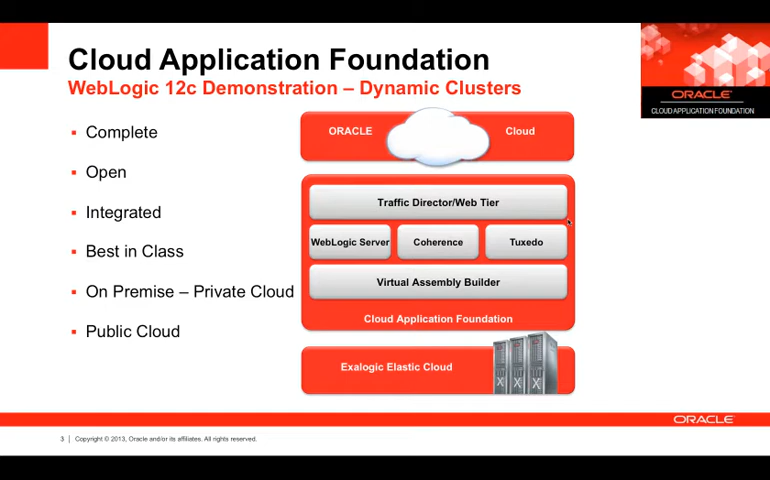 Cloud Application Foundation
WebLogic 12c Demonstration – Dynamic Clusters
ORACLE
CLOUD APPLICATION FOUNDATION
Complete
Open
Integrated
Best in Class
On Premise – Private Cloud
Public Cloud
ORACLE Cloud
Traffic Director/Web Tier
WebLogic Server Coherence Tuxedo
Virtual Assembly Builder
Cloud Application Foundation
Exalogic Elastic Cloud
X X X
ORACLE
3 | Copyright © 2013, Oracle and/or its affiliates. All rights reserved.